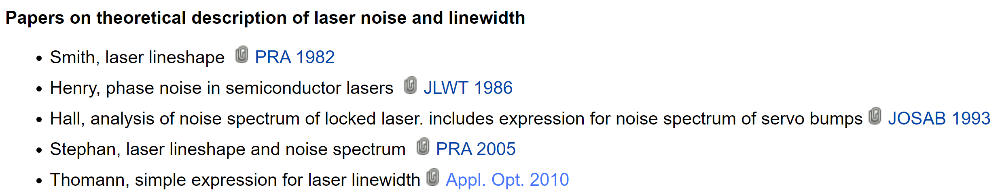 Papers on theoretical description of laser noise and linewidth
• Smith, laser lineshape PRA 1982
• Henry, phase noise in semiconductor lasers JLWT 1986
• Hall, analysis of noise spectrum of locked laser. includes expression for noise spectrum of servo bumps JOSAB 1993
• Stephan, laser lineshape and noise spectrum PRA 2005
• Thomann, simple expression for laser linewidth Appl. Opt. 2010